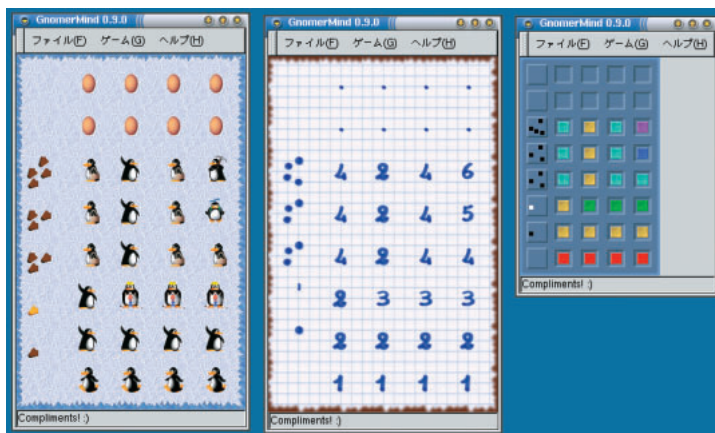 GnomerMind 0.9.0
ファイル(F) ゲーム(G) ヘルプ(H)
Compliments! :)
GnomerMind 0.9.0
ファイル(F) ゲーム(G) ヘルプ(H)
4 2 4 6
4 2 4 5
4 2 4 4
2 3 3 3
2 2 2 2
1 1 1 1
Compliments! :)
GnomerMind 0.9.0
ファイル(F) ゲーム(G) ヘルプ(H)
Compliments! :)